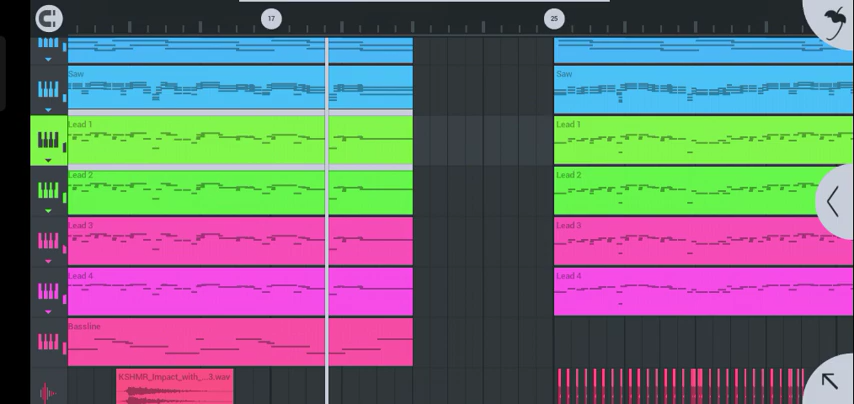 17
25
Saw
Saw
Lead 1
Lead 1
Lead 2
Lead 2
Lead 3
Lead 3
Lead 4
Lead 4
Bassline
KSHMR_Impact_with_...3.wav